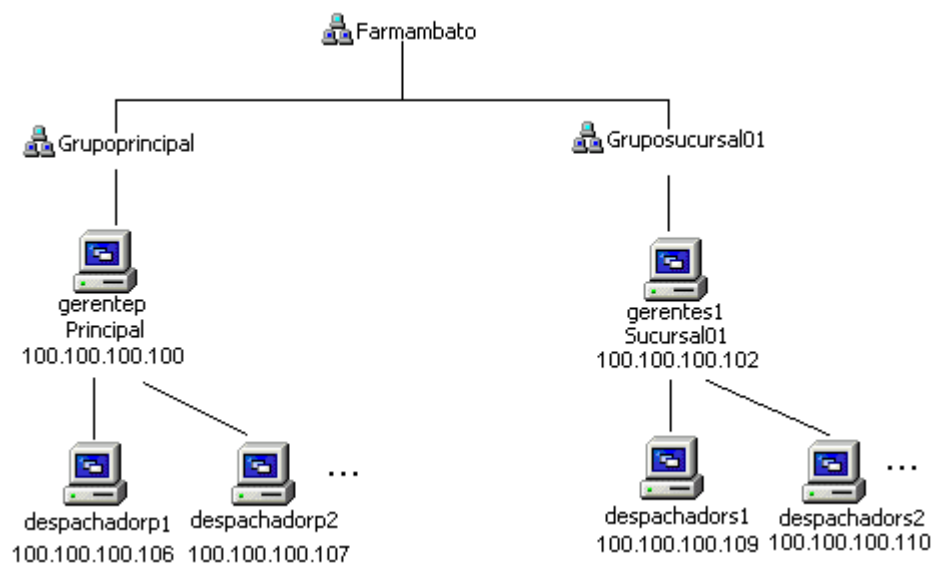 Farmambato
Grupoprincipal
Gruposucursal01
gerentep
Principal
100.100.100.100
gerentes1
Sucursal01
100.100.100.102
despachadorp1
100.100.100.106
despachadorp2
100.100.100.107
...
despachadors1
100.100.100.109
despachadors2
100.100.100.110
...